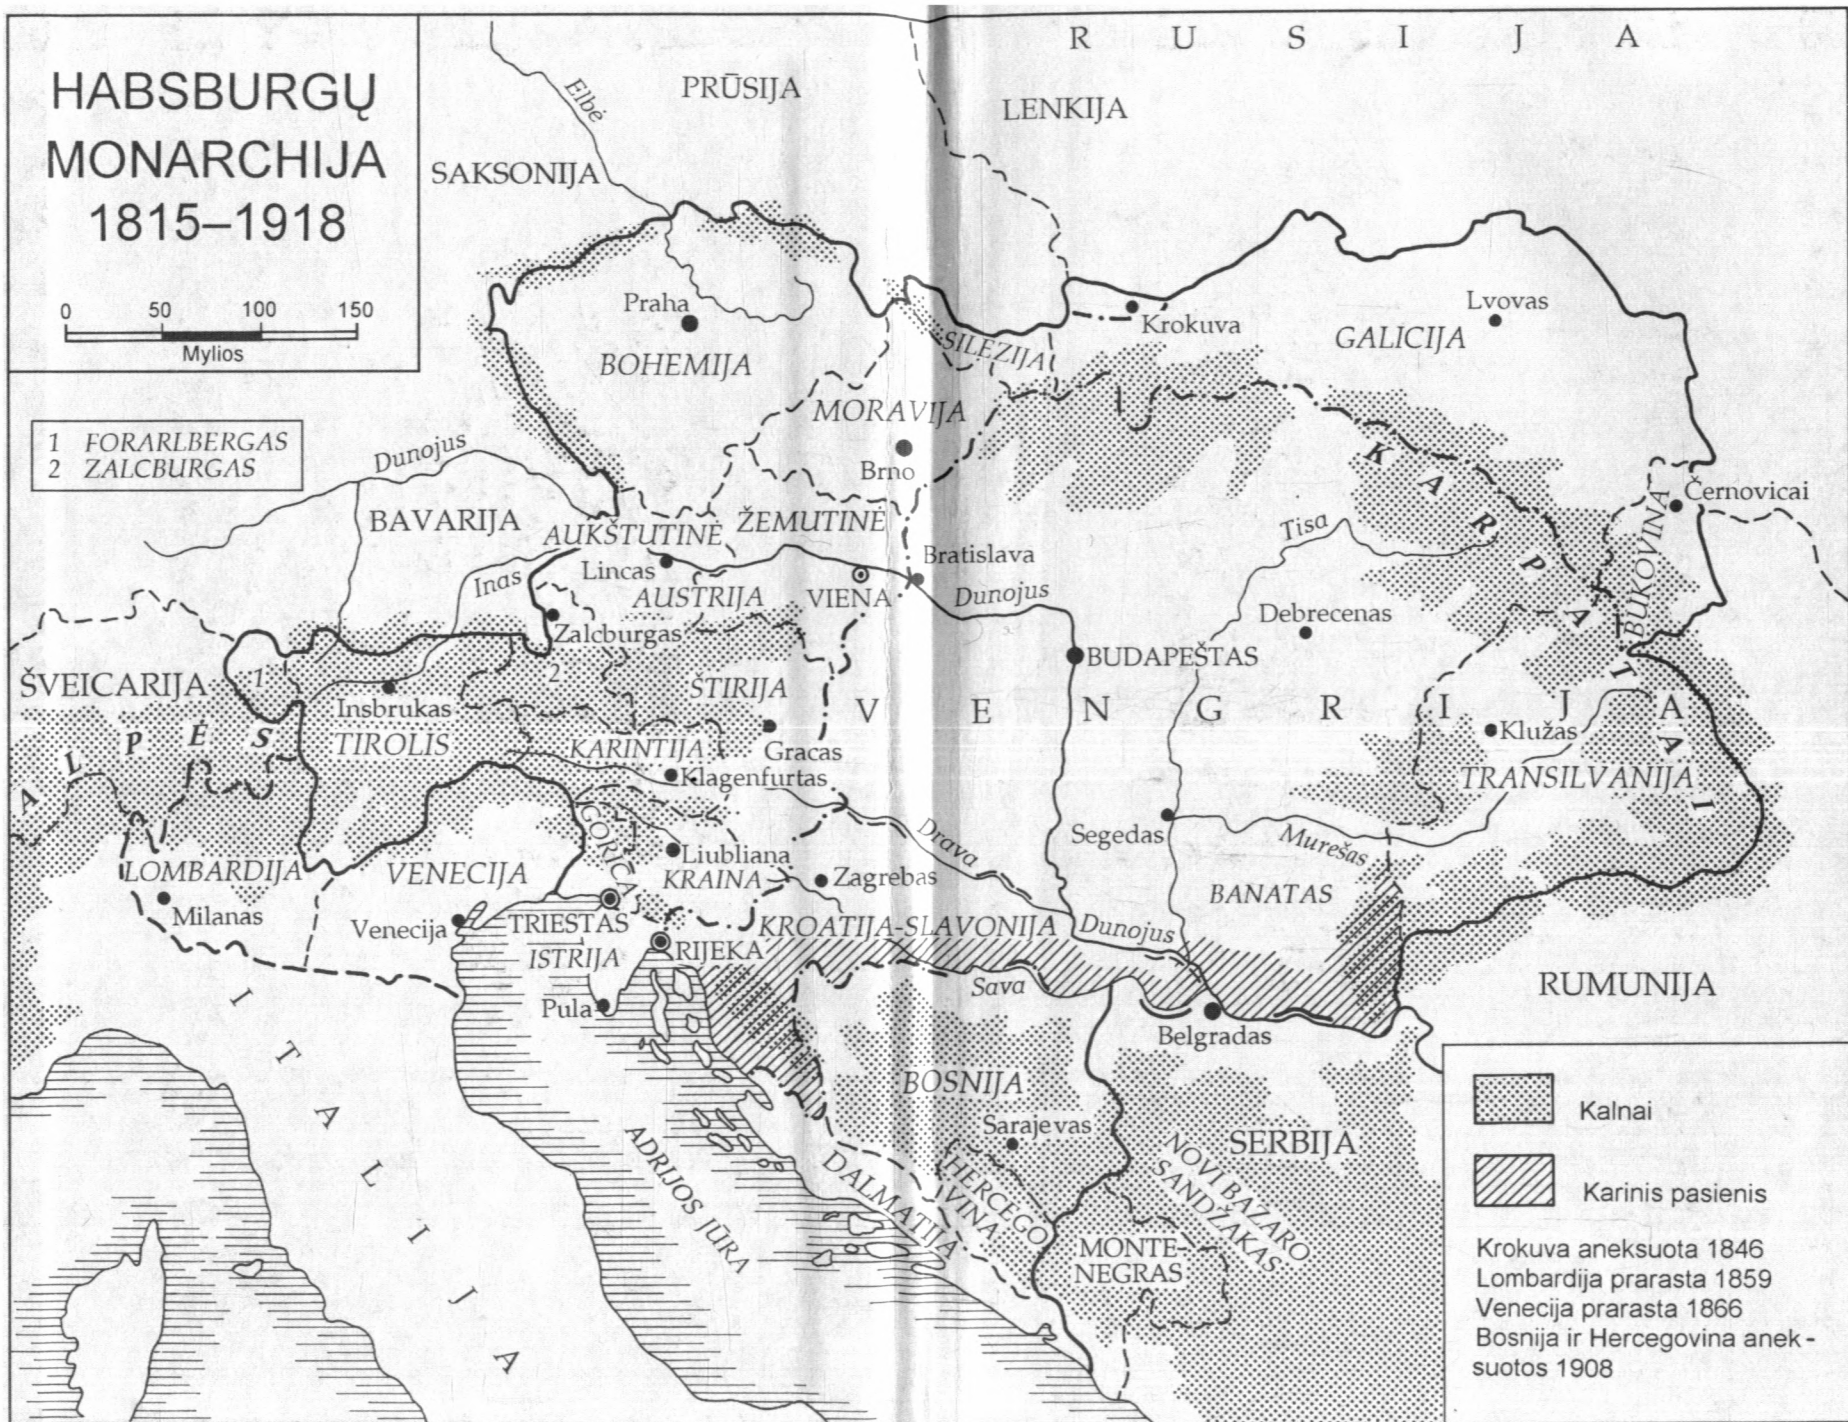 HABSBURGŲ
MONARCHIJA
1815–1918
0 50 100 150
Mylios
1 FORARLBERGAS
2 ZALCBURGAS
R U S I J A
PRŪSIJA
LENKIJA
Elbė
SAKSONIJA
Praha
BOHEMIJA
SILEZIJA
Krokuva
Lvovas
GALICIJA
MORAVIJA
Brno
Dunojus
BAVARIJA
AUKŠTUTINĖ
ŽEMUTINĖ
KARPATAI
Tisa
Černovicai
BUKOVINA
Inas
Lincas
AUSTRIJA
VIENA
Bratislava
Dunojus
Debrecenas
Zalcburgas
BUDAPEŠTAS
ŠVEICARIJA
1
2
ALPĖS
Insbrukas
TIROLIS
ŠTIRIJA
Gracas
V E N G R I J A
KARINTIJA
Klagenfurtas
Klužas
TRANSILVANIJA
GORICA
Drava
Segedas
Murešas
LOMBARDIJA
Milanas
VENECIJA
Venecija
Liubliana
KRAINA
Zagrebas
BANATAS
TRIESTAS
ISTRIJA
RIJEKA
Pula
KROATIJA-SLAVONIJA
Dunojus
Sava
Belgradas
RUMUNIJA
I T A L I J A
ADRIJOS JŪRA
BOSNIJA
Sarajevas
DALMATIJA
HERCEGO
VINA
SERBIJA
NOVI BAZARO
SANDŽAKAS
MONTE-
NEGRAS
Kalnai
Karinis pasienis
Krokuva aneksuota 1846
Lombardija prarasta 1859
Venecija prarasta 1866
Bosnija ir Hercegovina anek-
suotos 1908